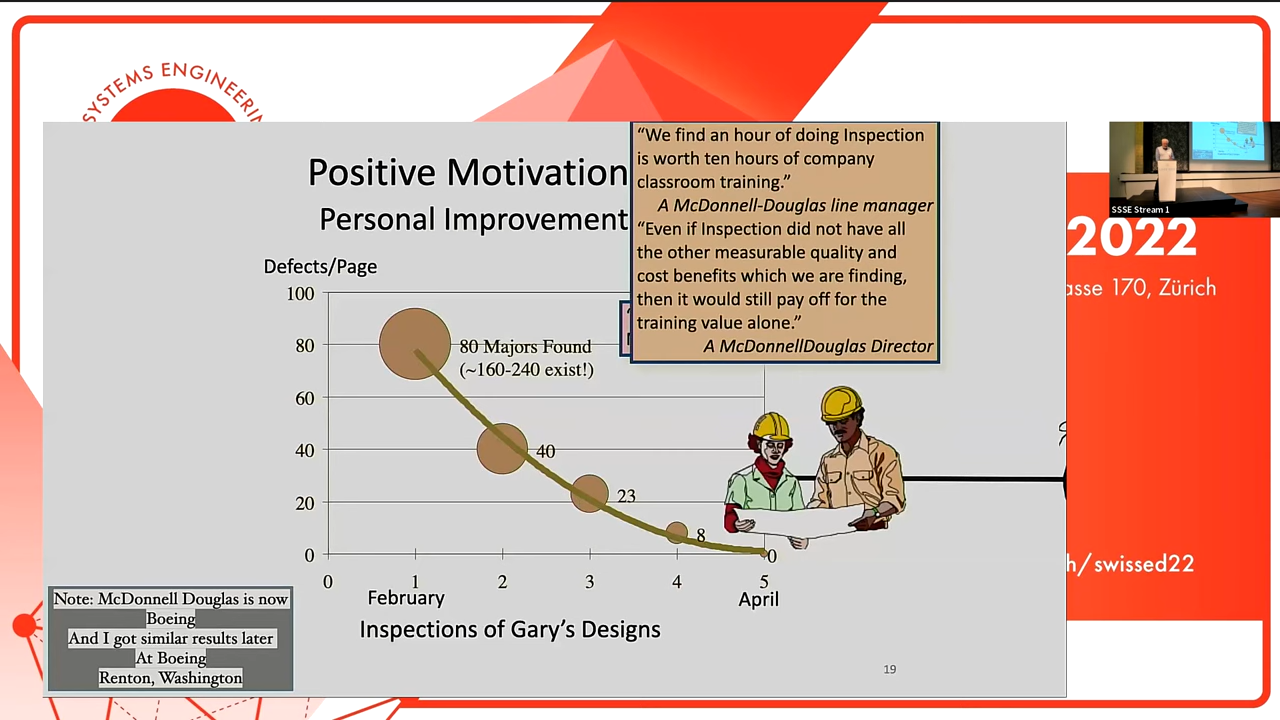 SYSTEMS ENGINEERIN
Positive Motivation
Personal Improvement
“We find an hour of doing Inspection
is worth ten hours of company
classroom training.”
A McDonnell-Douglas line manager
“Even if Inspection did not have all
the other measurable quality and
cost benefits which we are finding,
then it would still pay off for the
training value alone.”
A McDonnellDouglas Director
Defects/Page
100
80
60
40
20
0
80 Majors Found
(~160-240 exist!)
40
23
8
0
0 1 2 3 4 5
February
April
Inspections of Gary’s Designs
Note: McDonnell Douglas is now
Boeing
And I got similar results later
At Boeing
Renton, Washington
19
SSSE Stream 1
2022
asse 170, Zürich
h/swissed22